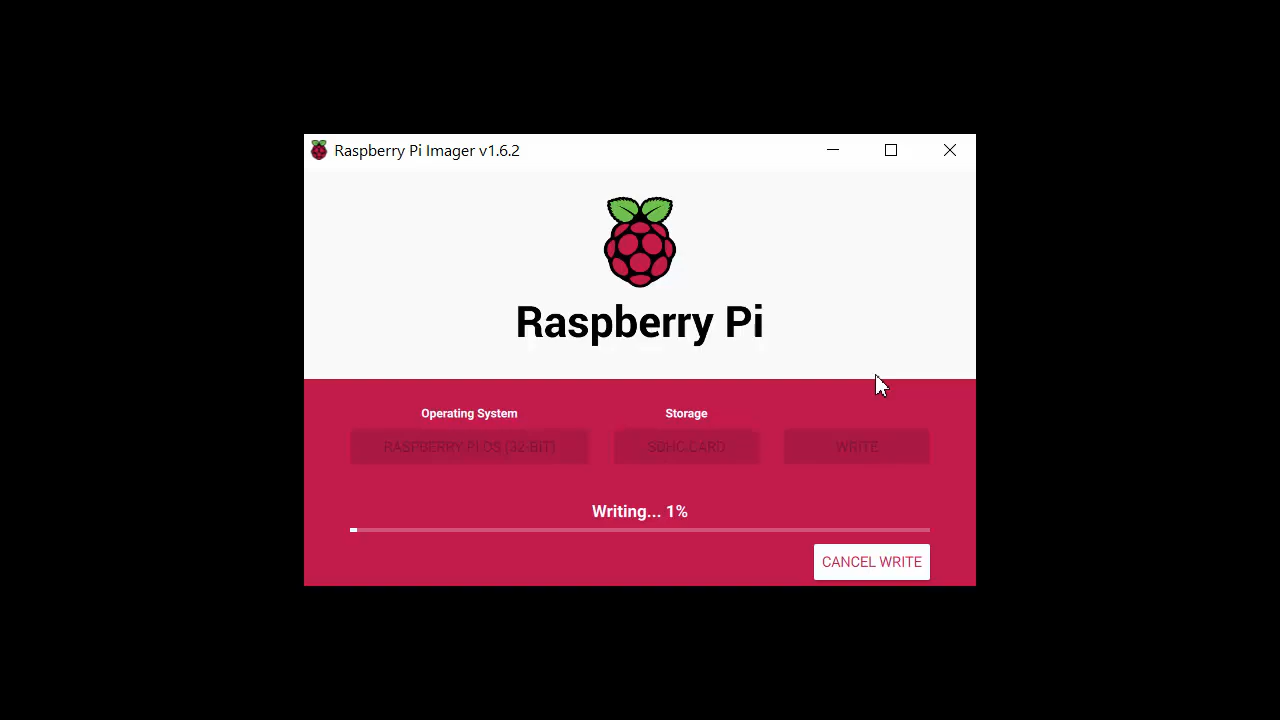 Raspberry Pi Imager v1.6.2
Raspberry Pi
Operating System
Storage
RASPBERRY PI OS (32-BIT)
SDHC CARD
WRITE
Writing... 1%
CANCEL WRITE